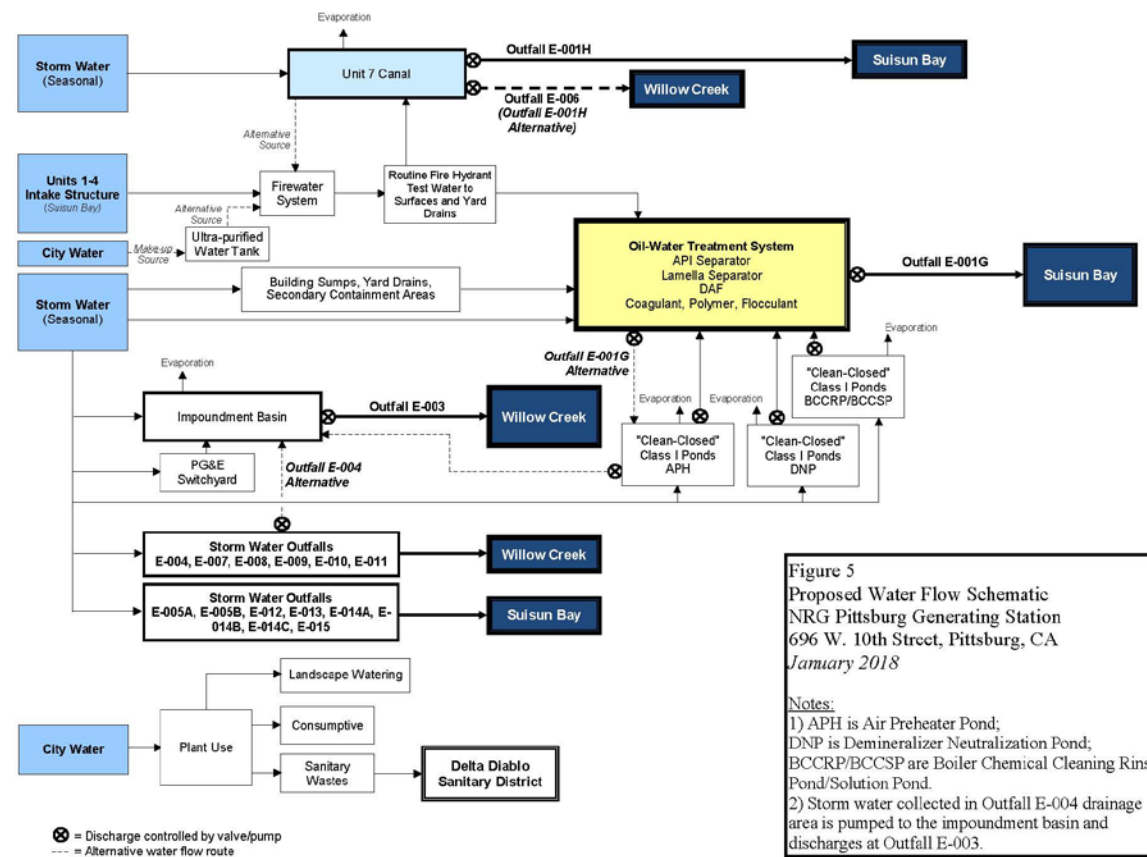 Evaporation
Storm Water
(Seasonal)
Unit 7 Canal
Outfall E-001H
Suisun Bay
Outfall E-006
(Outfall E-001H
Alternative)
Willow Creek
Alternative
Source
Units 1-4
Intake Structure
(Suisun Bay)
Firewater
System
Routine Fire Hydrant
Test Water to
Surfaces and Yard
Drains
Alternative
Source
City Water
Make-up
Source
Ultra-purified
Water Tank
Oil-Water Treatment System
API Separator
Lamella Separator
DAF
Coagulant, Polymer, Flocculant
Outfall E-001G
Suisun Bay
Storm Water
(Seasonal)
Building Sumps, Yard Drains,
Secondary Containment Areas
Outfall E-001G
Alternative
Evaporation
"Clean-Closed"
Class I Ponds
BCCRP/BCCSP
Evaporation
Impoundment Basin
Outfall E-003
Willow Creek
Evaporation
"Clean-Closed"
Class I Ponds
APH
Evaporation
"Clean-Closed"
Class I Ponds
DNP
PG&E
Switchyard
Outfall E-004
Alternative
Storm Water Outfalls
E-004, E-007, E-008, E-009, E-010, E-011
Willow Creek
Storm Water Outfalls
E-005A, E-005B, E-012, E-013, E-014A, E-
014B, E-014C, E-015
Suisun Bay
City Water
Plant Use
Landscape Watering
Consumptive
Sanitary
Wastes
Delta Diablo
Sanitary District
= Discharge controlled by valve/pump
---- = Alternative water flow route
Figure 5
Proposed Water Flow Schematic
NRG Pittsburg Generating Station
696 W. 10th Street, Pittsburg, CA
January 2018
Notes:
1) APH is Air Preheater Pond;
DNP is Demineralizer Neutralization Pond;
BCCRP/BCCSP are Boiler Chemical Cleaning Rins
Pond/Solution Pond.
2) Storm water collected in Outfall E-004 drainage
area is pumped to the impoundment basin and
discharges at Outfall E-003.